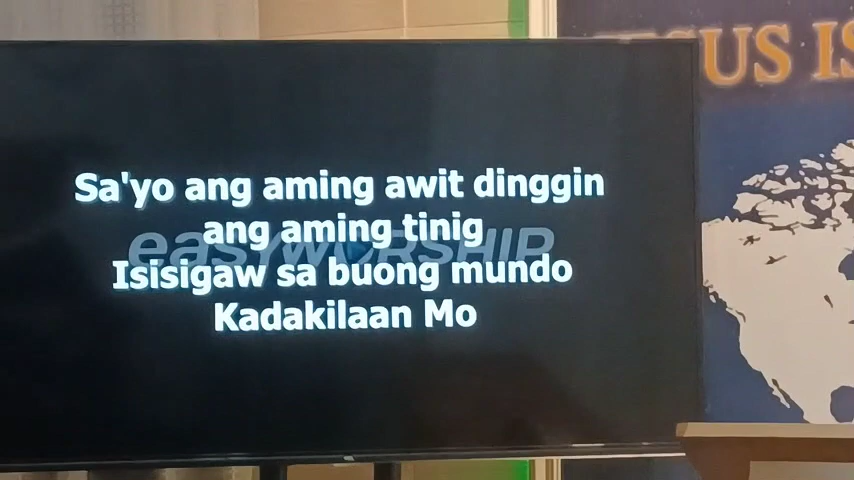 Sa'yo ang aming awit dinggin
ang aming tinig
easyWORSHIP
Isisigaw sa buong mundo
Kadakilaan Mo
JESUS IS